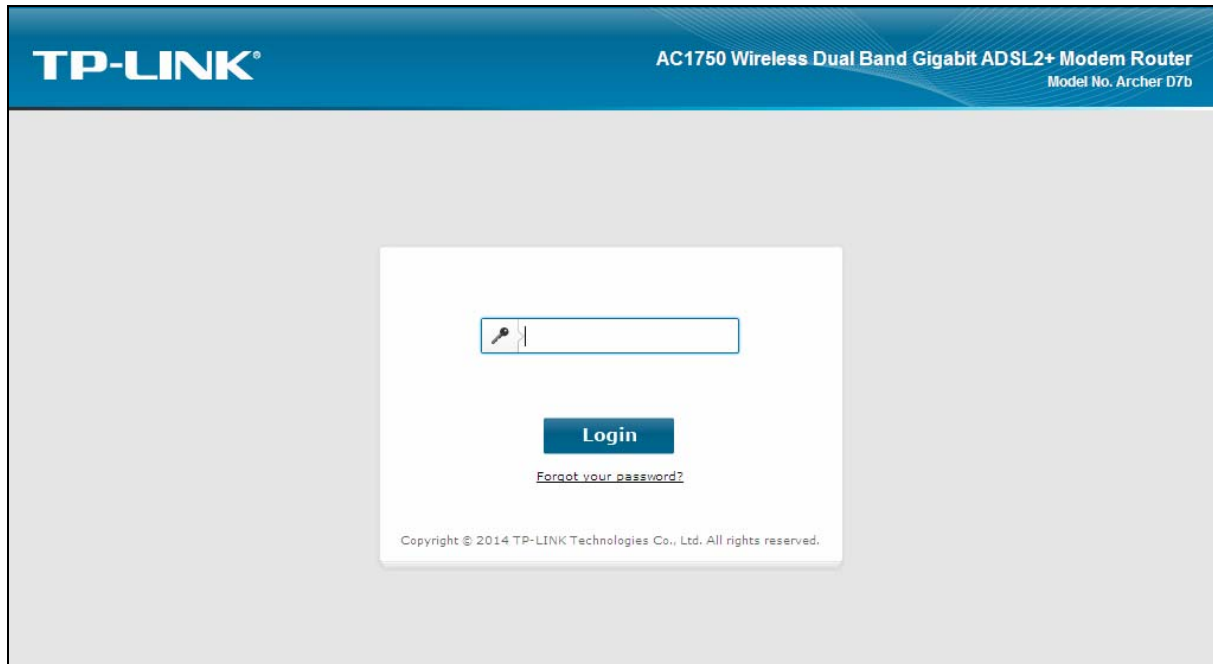 TP-LINK®
AC1750 Wireless Dual Band Gigabit ADSL2+ Modem Router
Model No. Archer D7b
Login
Forgot your password?
Copyright © 2014 TP-LINK Technologies Co., Ltd. All rights reserved.